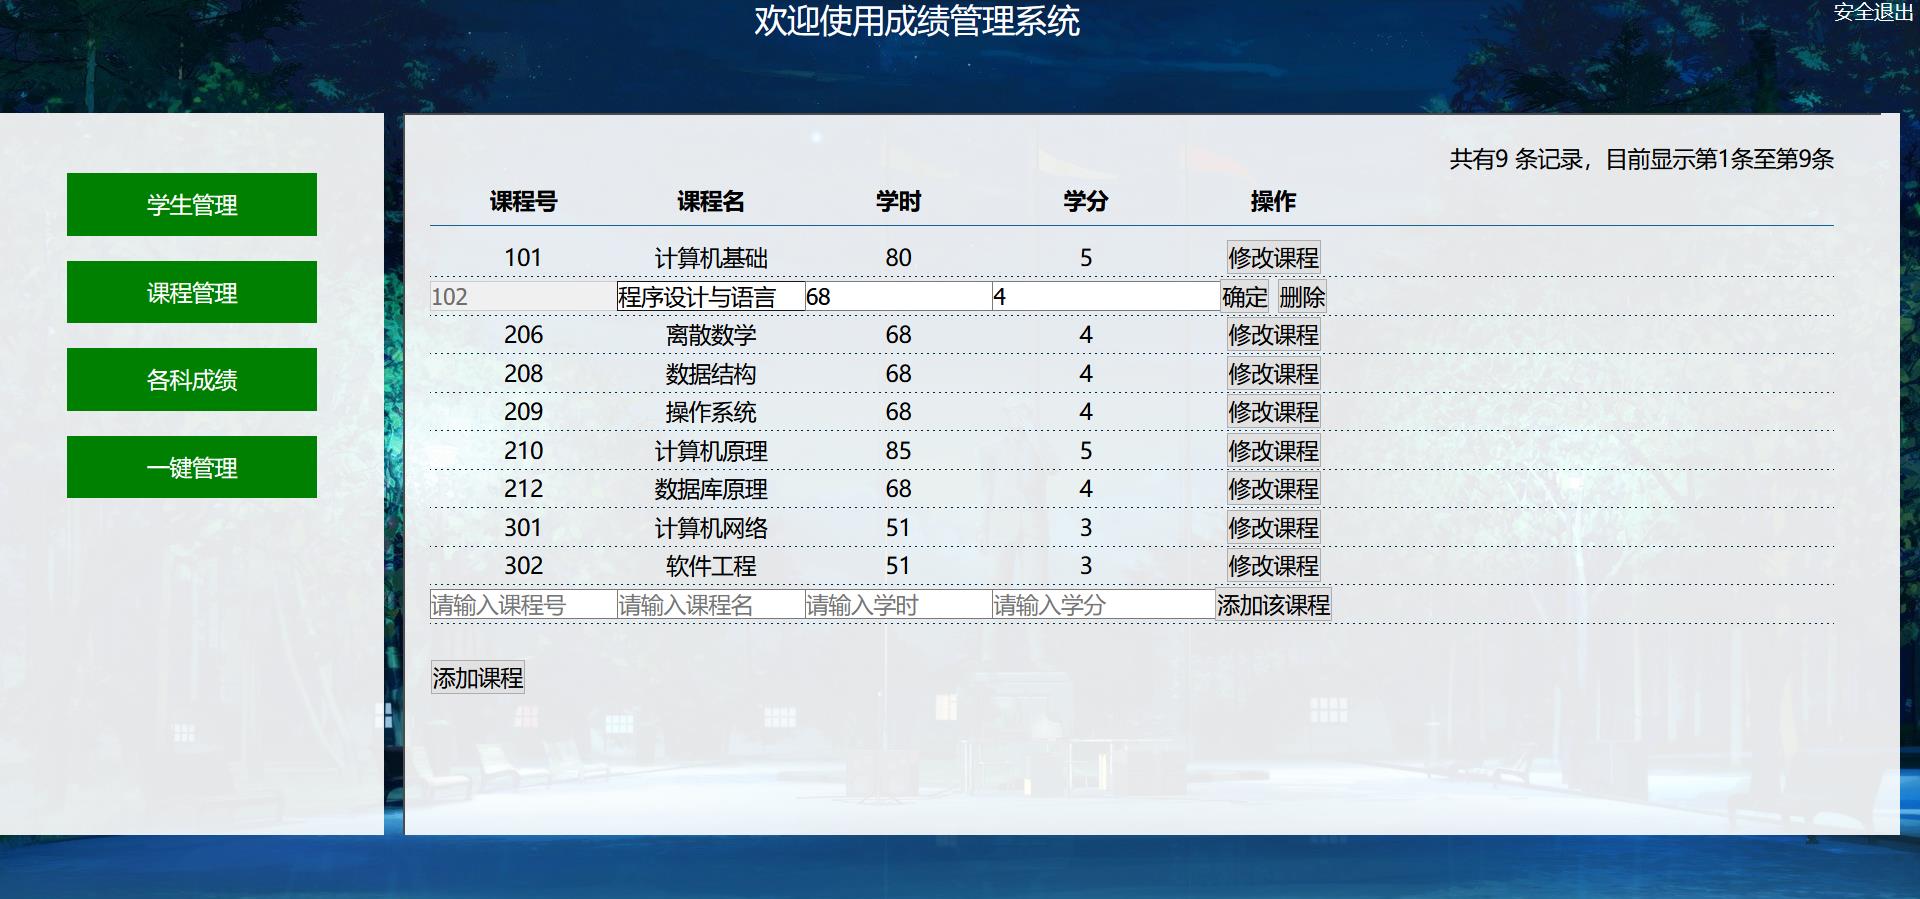 欢迎使用成绩管理系统
安全退出
学生管理
课程管理
各科成绩
一键管理
共有9 条记录，目前显示第1条至第9条
课程号 课程名 学时 学分 操作
101 计算机基础 80 5 修改课程
102 程序设计与语言 68 4 确定 删除
206 离散数学 68 4 修改课程
208 数据结构 68 4 修改课程
209 操作系统 68 4 修改课程
210 计算机原理 85 5 修改课程
212 数据库原理 68 4 修改课程
301 计算机网络 51 3 修改课程
302 软件工程 51 3 修改课程
请输入课程号 请输入课程名 请输入学时 请输入学分 添加该课程
添加课程